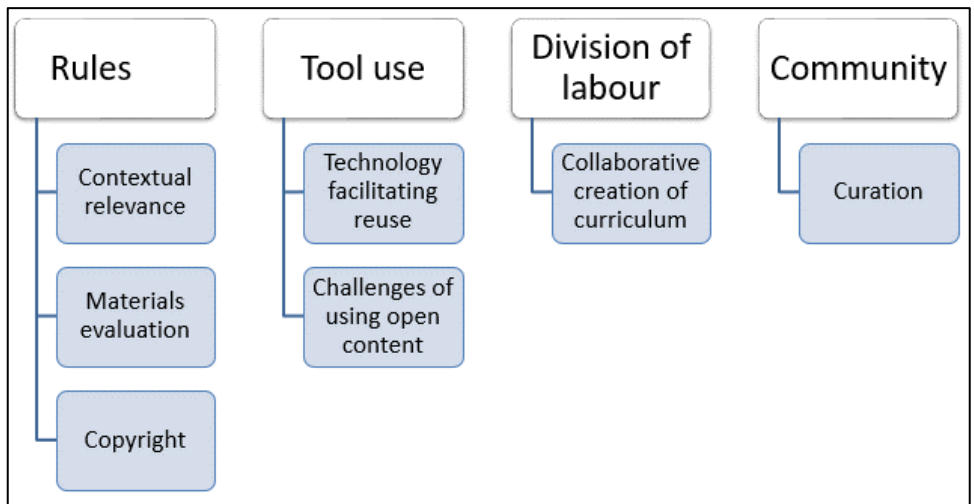 Rules
Contextual
relevance
Materials
evaluation
Copyright
Tool use
Technology
facilitating
reuse
Challenges of
using open
content
Division of
labour
Collaborative
creation of
curriculum
Community
Curation